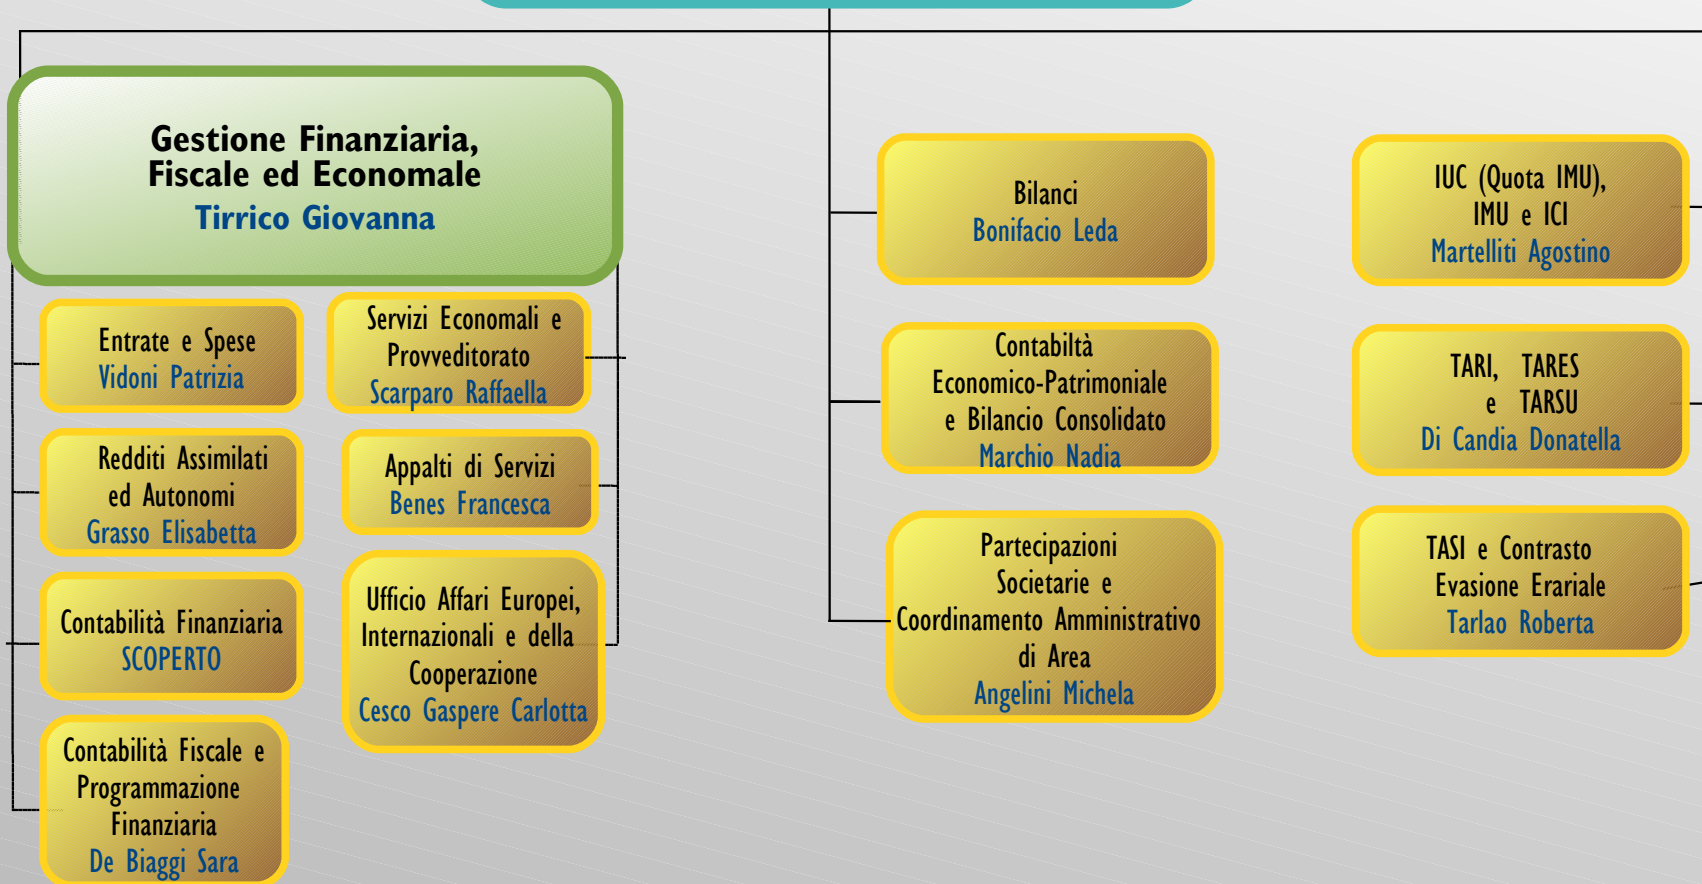 Gestione Finanziaria,
Fiscale ed Economale
Tirrico Giovanna
Entrate e Spese
Vidoni Patrizia
Redditi Assimilati
ed Autonomi
Grasso Elisabetta
Contabilità Finanziaria
SCOPERTO
Contabilità Fiscale e
Programmazione
Finanziaria
De Biaggi Sara
Servizi Economali e
Provveditorato
Scarparo Raffaella
Appalti di Servizi
Benes Francesca
Ufficio Affari Europei,
Internazionali e della
Cooperazione
Cesco Gaspere Carlotta
Bilanci
Bonifacio Leda
Contabiltà
Economico-Patrimoniale
e Bilancio Consolidato
Marchio Nadia
Partecipazioni
Societarie e
Coordinamento Amministrativo
di Area
Angelini Michela
IUC (Quota IMU),
IMU e ICI
Martelliti Agostino
TARI, TARES
e TARSU
Di Candia Donatella
TASI e Contrasto
Evasione Erariale
Tarlao Roberta